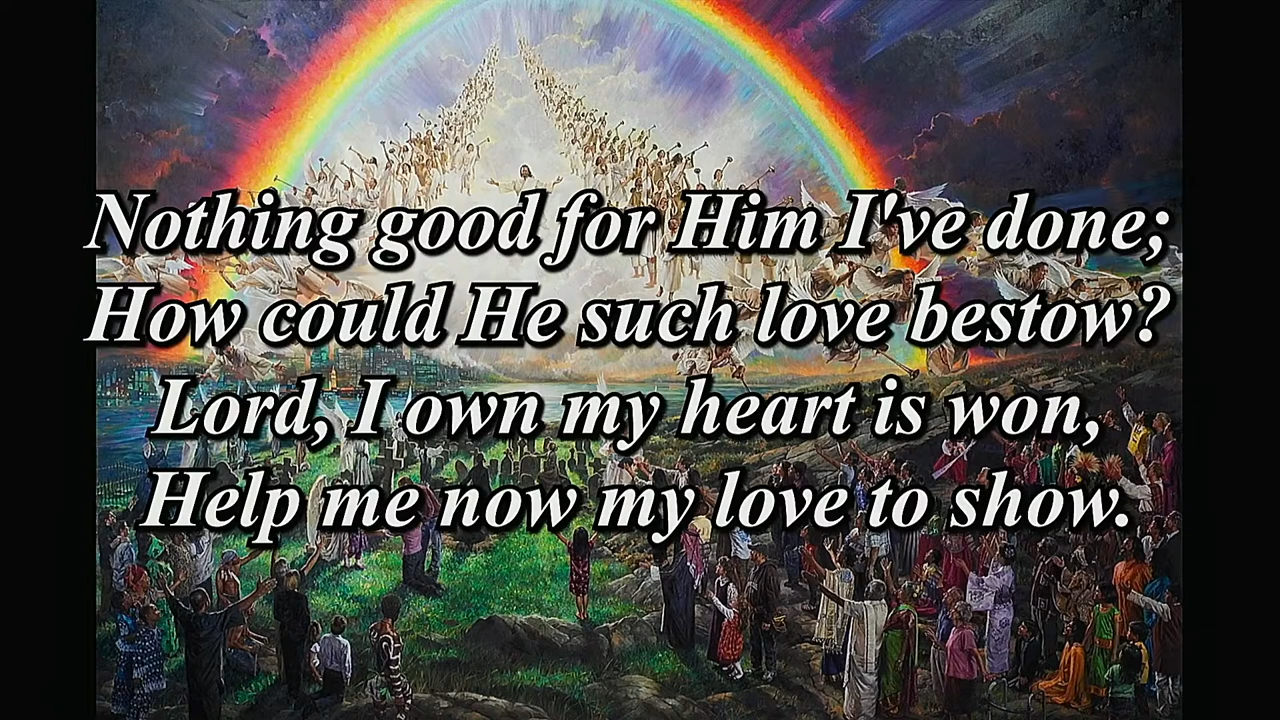 Nothing good for Him I've done;
How could He such love bestow?
Lord, I own my heart is won,
Help me now my love to show.